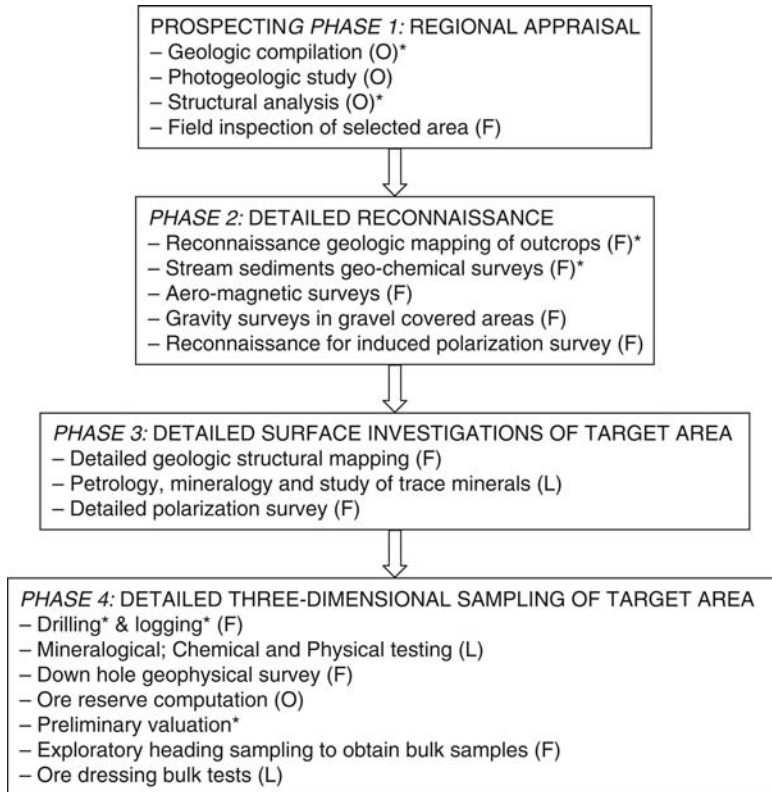 PROSPECTING PHASE 1: REGIONAL APPRAISAL
– Geologic compilation (O)*
– Photogeologic study (O)
– Structural analysis (O)*
– Field inspection of selected area (F)
PHASE 2: DETAILED RECONNAISSANCE
– Reconnaissance geologic mapping of outcrops (F)*
– Stream sediments geo-chemical surveys (F)*
– Aero-magnetic surveys (F)
– Gravity surveys in gravel covered areas (F)
– Reconnaissance for induced polarization survey (F)
PHASE 3: DETAILED SURFACE INVESTIGATIONS OF TARGET AREA
– Detailed geologic structural mapping (F)
– Petrology, mineralogy and study of trace minerals (L)
– Detailed polarization survey (F)
PHASE 4: DETAILED THREE-DIMENSIONAL SAMPLING OF TARGET AREA
– Drilling* & logging* (F)
– Mineralogical; Chemical and Physical testing (L)
– Down hole geophysical survey (F)
– Ore reserve computation (O)
– Preliminary valuation*
– Exploratory heading sampling to obtain bulk samples (F)
– Ore dressing bulk tests (L)